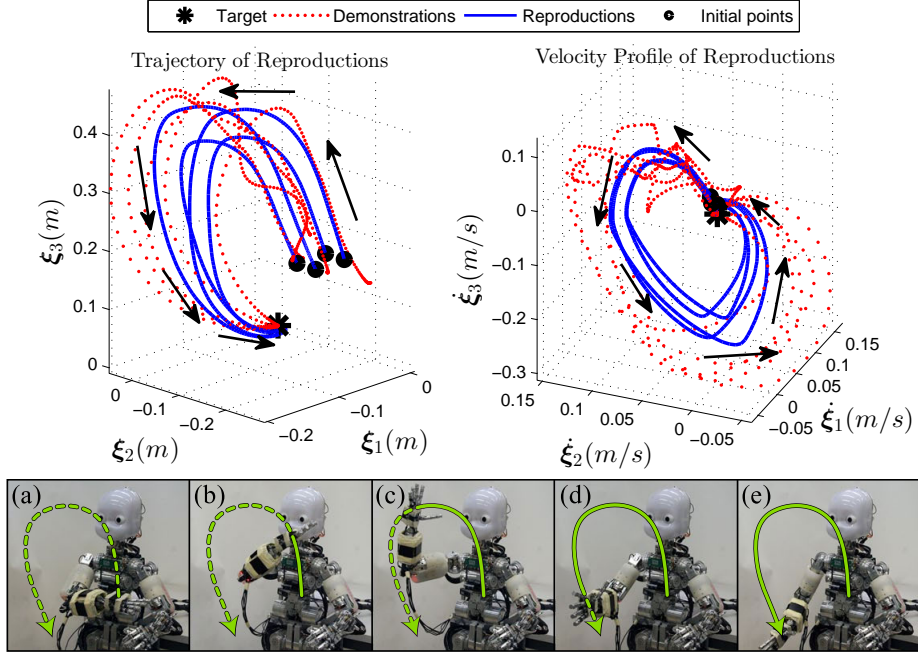 Target Demonstrations Reproductions Initial points
Trajectory of Reproductions
0.4
0.3
0.2
0.1
0
ξ₃(m)
0
−0.1
−0.2
ξ₂(m)
−0.2
−0.1
0
ξ₁(m)
Velocity Profile of Reproductions
0.1
0
−0.1
−0.2
−0.3
ξ̇₃(m/s)
0.15
0.1
0.05
0
−0.05
ξ̇₂(m/s)
0.15
0.1
0.05
0
−0.05
ξ̇₁(m/s)
(a) (b) (c) (d) (e)